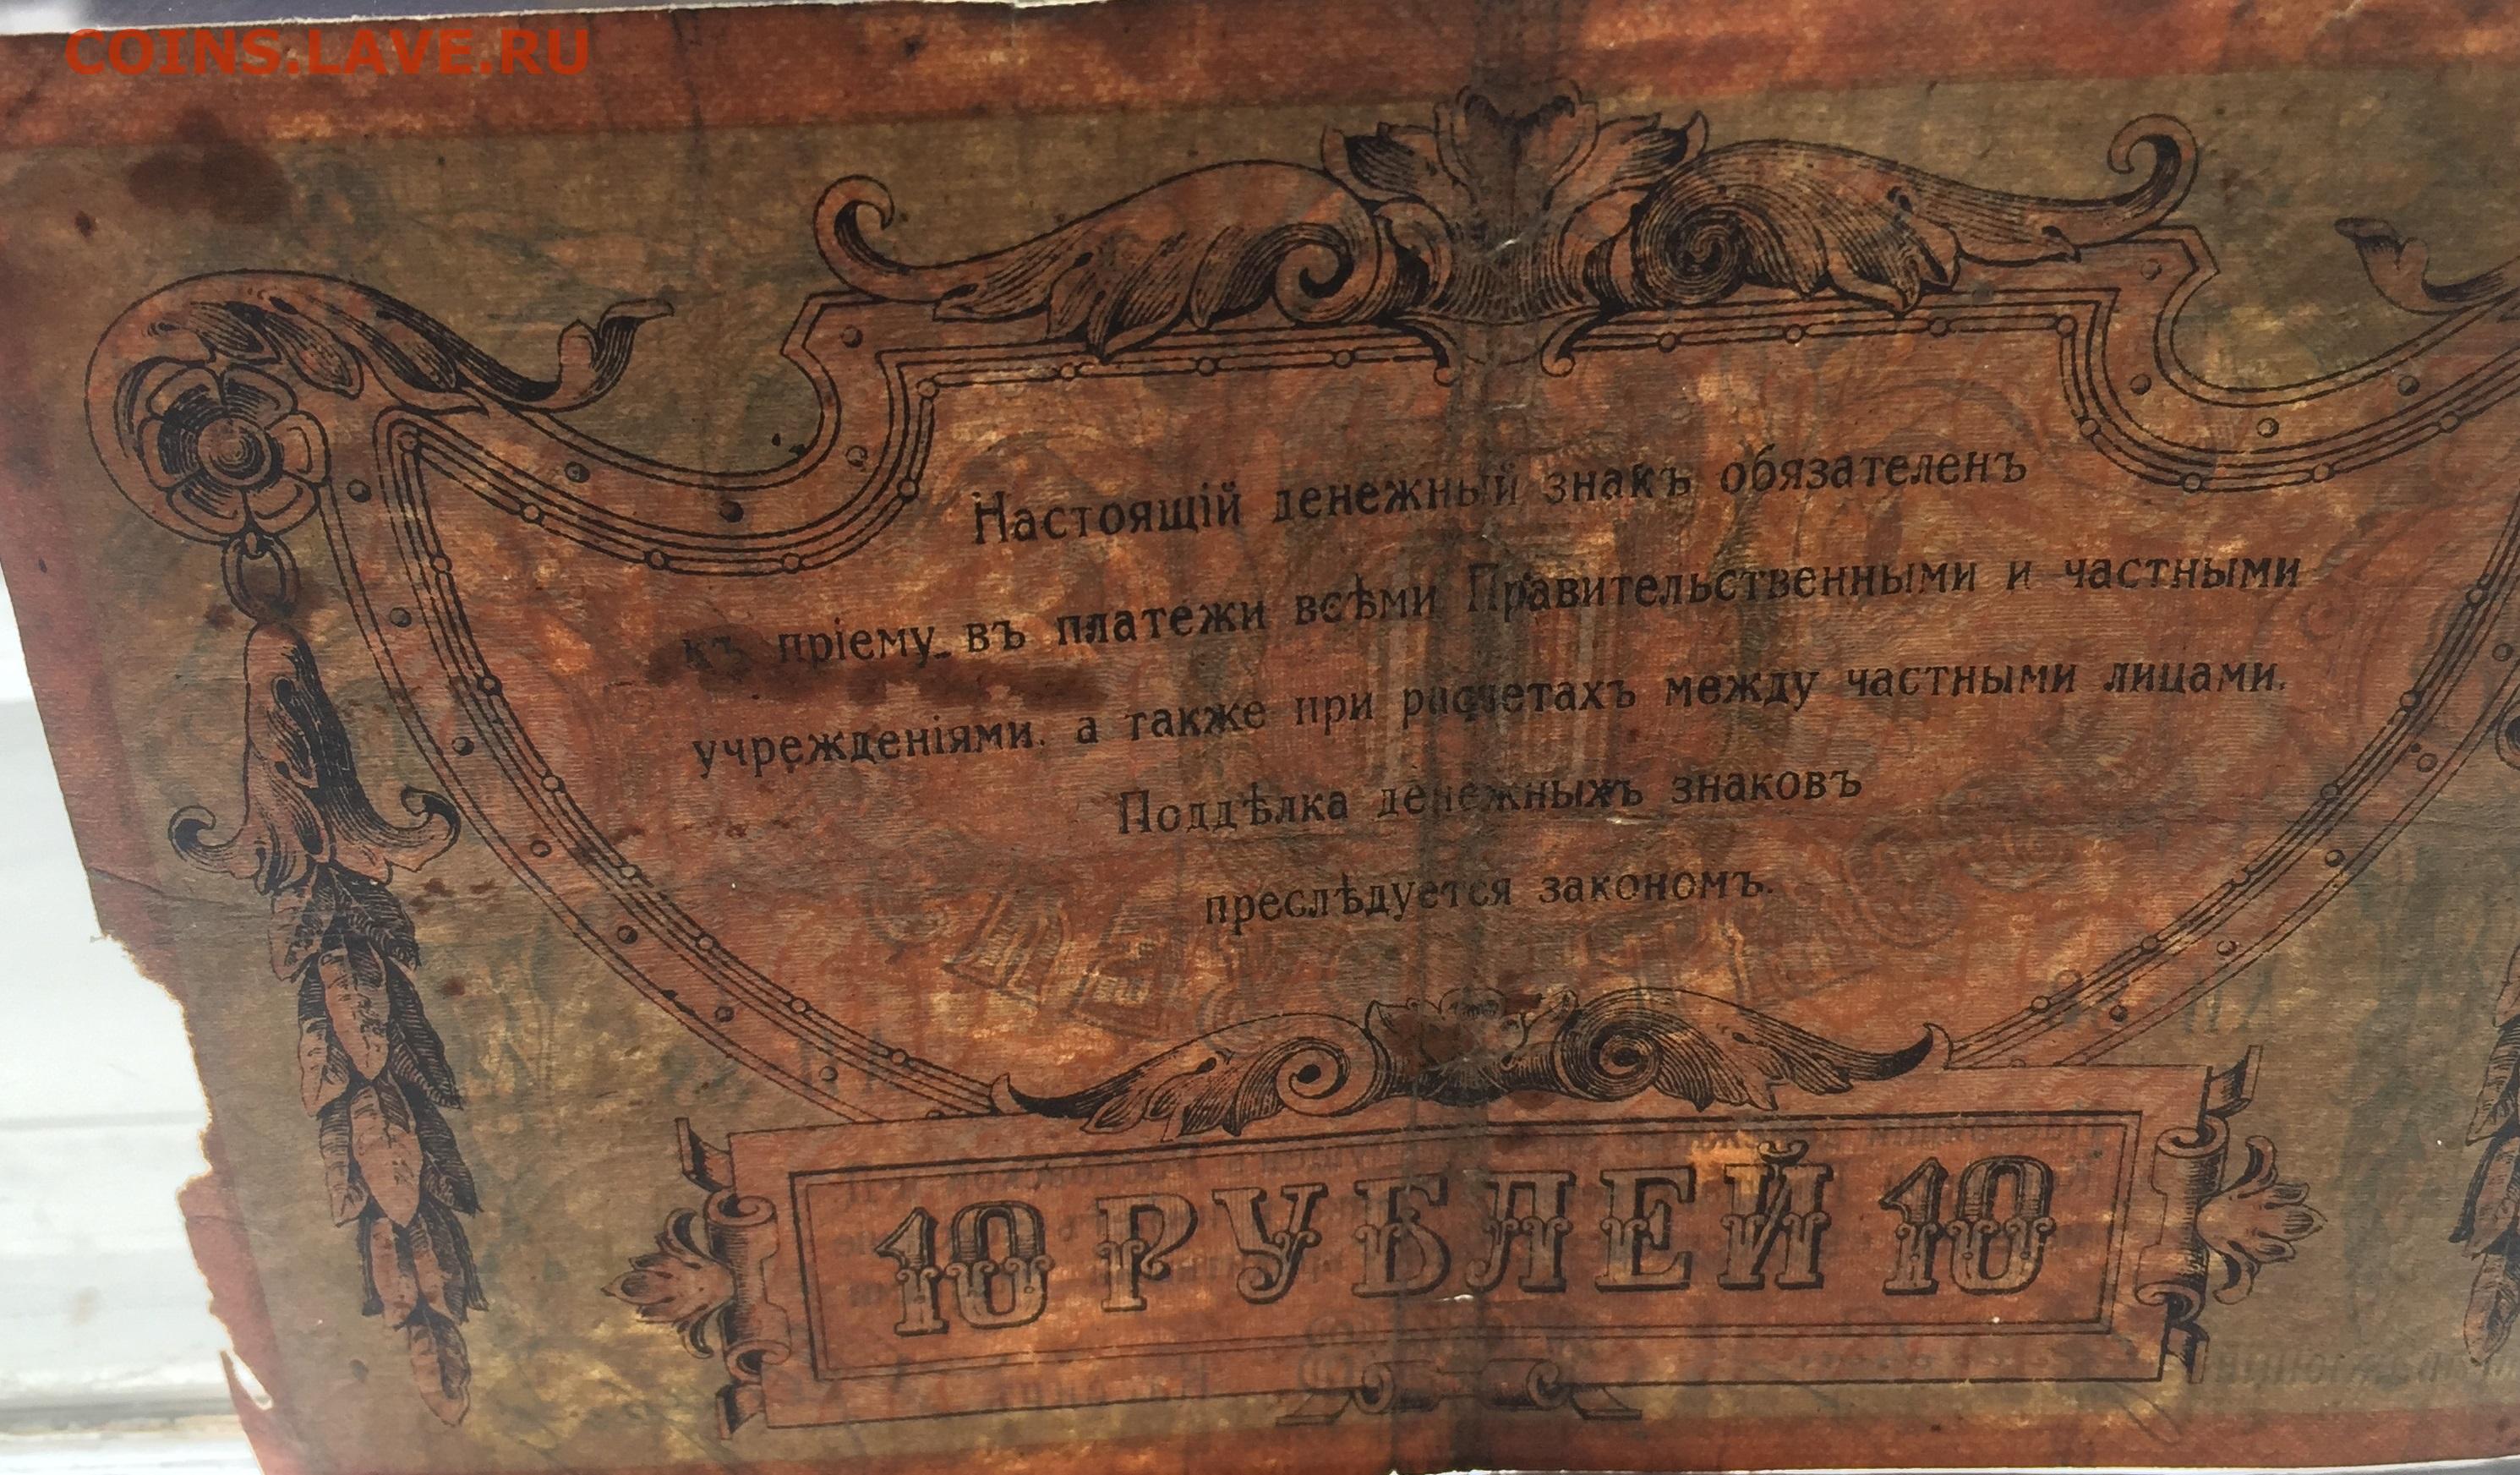 COINS.LAVE.RU
Настоящій денежный знакъ обязателенъ
къ пріему въ платежи всѣми Правительственными и частными
учрежденіями, а также при расчетахъ между частными лицами.
Поддѣлка денежныхъ знаковъ
преслѣдуется закономъ.
10 РУБЛЕЙ 10